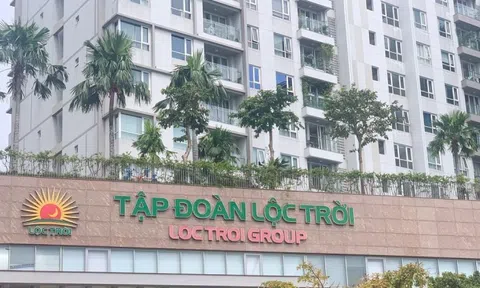 TẬP ĐOÀN LỘC TRỜI
LOC TROI GROUP
LỘC TRỜI